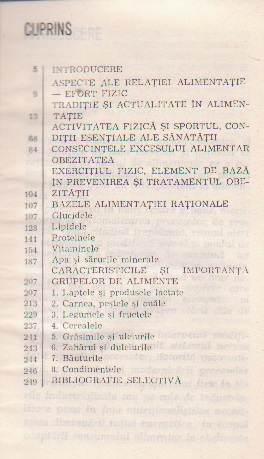 CUPRINS
5 INTRODUCERE
ASPECTE ALE RELAȚIEI ALIMENTAȚIE
9 — EFORT FIZIC
TRADIȚIE ȘI ACTUALITATE ÎN ALIMEN-
13 TAȚIE
ACTIVITATEA FIZICĂ ȘI SPORTUL, CON-
68 DIȚII ESENȚIALE ALE SĂNĂTĂȚII
84 CONSECINȚELE EXCESULUI ALIMENTAR
OBEZITATEA
EXERCIȚIUL FIZIC, ELEMENT DE BAZĂ
ÎN PREVENIREA ȘI TRATAMENTUL OBE-
104 ZITĂȚII
107 BAZELE ALIMENTAȚIEI RAȚIONALE
107 Glucidele
128 Lipidele
141 Proteinele
154 Vitaminele
187 Apa și sărurile minerale
CARACTERISTICILE ȘI IMPORTANȚA
207 GRUPELOR DE ALIMENTE
207 1. Laptele și produsele lactate
213 2. Carnea, peștele și ouăle
229 3. Legumele și fructele
237 4. Cerealele
241 5. Grăsimile și uleiurile
243 6. Zahărul și dulciurile
244 7. Băuturile
246 8. Condimentele
249 BIBLIOGRAFIE SELECTIVĂ